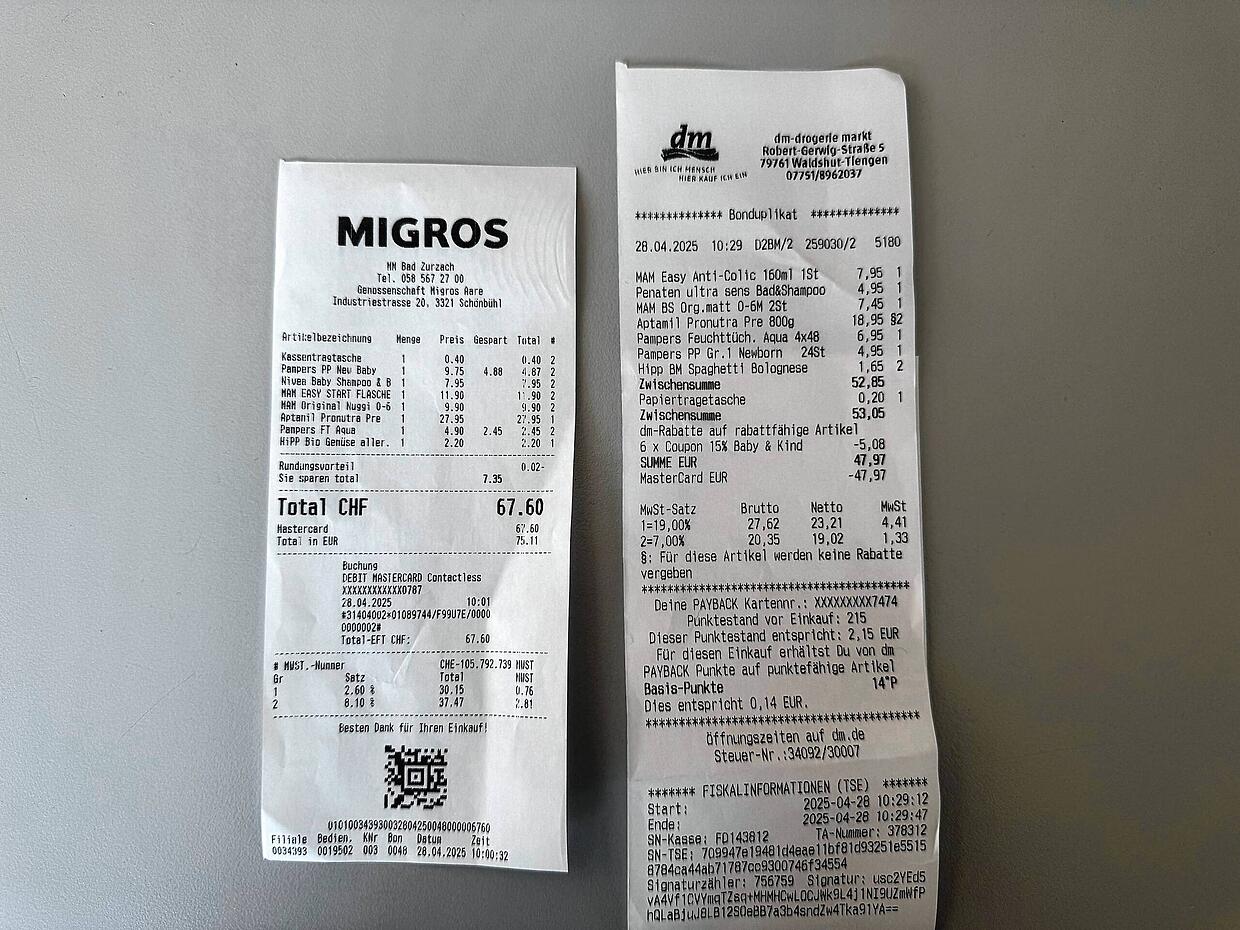 MIGROS
MM Bad Zurzach
Tel. 058 567 27 00
Genossenschaft Migros Aare
Industriestrasse 20, 3321 Schönbühl
Artikelbezeichnung Menge Preis Gespart Total #
Kassentragtasche 1 0.40 0.40 2
Pampers PP New Baby 1 9.75 4.88 4.87 2
Nivea Baby Shampoo & B 1 7.95 7.95 2
MAM EASY START FLASCHE 1 11.90 11.90 2
MAM Original Nuggi 0-6 1 9.90 9.90 2
Aptamil Pronutra Pre 1 27.95 27.95 1
Pampers FT Aqua 1 4.90 2.45 2.45 2
HiPP Bio Gemüse aller. 1 2.20 2.20 1
Rundungsvorteil 0.02-
Sie sparen total 7.35
Total CHF 67.60
Mastercard 67.60
Total in EUR 75.11
Buchung
DEBIT MASTERCARD Contactless
XXXXXXXXXXXX0787
28.04.2025 10:01
#31404002*01089744/F99U7E/0000
0000002#
Total-EFT CHF: 67.60
# MWST.-Nummer CHE-105.792.739 MWST
Gr Satz Total MWST
1 2.60 % 30.15 0.76
2 8.10 % 37.47 2.81
Besten Dank für Ihren Einkauf!
Filiale Bedien. KNr Bon Datum Zeit
0034393 0019502 003 0048 28.04.2025 10:00:32
dm
HIER BIN ICH MENSCH
HIER KAUF ICH EIN
dm-drogerie markt
Robert-Gerwig-Straße 5
79761 Waldshut-Tiengen
07751/8962037
************** Bonduplikat **************
28.04.2025 10:29 D2BM/2 259030/2 5180
MAM Easy Anti-Colic 160ml 1St 7,95 1
Penaten ultra sens Bad&Shampoo 4,95 1
MAM BS Org.matt 0-6M 2St 7,45 1
Aptamil Pronutra Pre 800g 18,95 §2
Pampers Feuchttüch. Aqua 4x48 6,95 1
Pampers PP Gr.1 Newborn 24St 4,95 1
Hipp BM Spaghetti Bolognese 1,65 2
Zwischensumme 52,85
Papiertragetasche 0,20 1
Zwischensumme 53,05
dm-Rabatte auf rabattfähige Artikel
6 x Coupon 15% Baby & Kind -5,08
SUMME EUR 47,97
MasterCard EUR -47,97
MwSt-Satz Brutto Netto MwSt
1=19,00% 27,62 23,21 4,41
2=7,00% 20,35 19,02 1,33
§: Für diese Artikel werden keine Rabatte
vergeben
*******************************************
Deine PAYBACK Kartennr.: XXXXXXXXX7474
Punktestand vor Einkauf: 215
Dieser Punktestand entspricht: 2,15 EUR
Für diesen Einkauf erhältst Du von dm
PAYBACK Punkte auf punktefähige Artikel
Basis-Punkte 14°P
Dies entspricht 0,14 EUR.
*******************************************
Öffnungszeiten auf dm.de
Steuer-Nr.:34092/30007
******* FISKALINFORMATIONEN (TSE) *******
Start: 2025-04-28 10:29:12
Ende: 2025-04-28 10:29:47
SN-Kasse: FD143812 TA-Nummer: 378312
SN-TSE:
Signaturzähler: 756759 Signatur: usc2YEd5